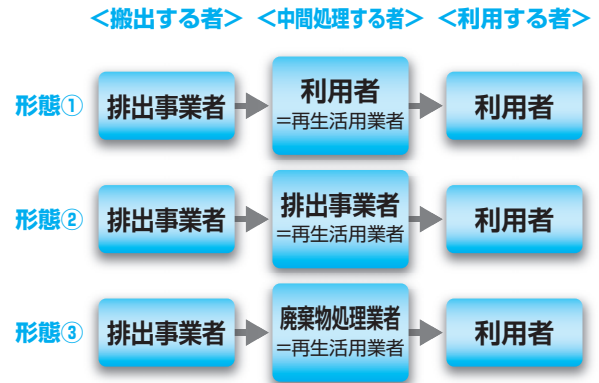 ＜搬出する者＞ ＜中間処理する者＞ ＜利用する者＞
形態① 排出事業者 利用者 利用者
＝再生活用業者
形態② 排出事業者 排出事業者 利用者
＝再生活用業者
形態③ 排出事業者 廃棄物処理業者 利用者
＝再生活用業者